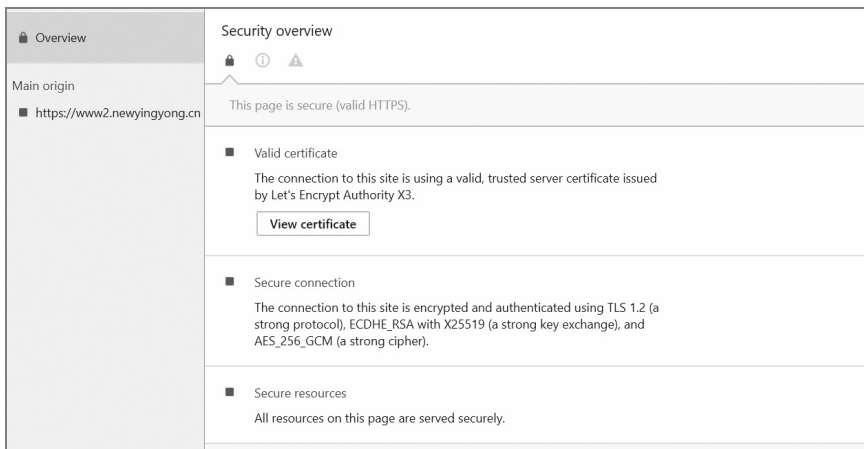 Overview
Main origin
https://www2.newyingyong.cn
Security overview
This page is secure (valid HTTPS).
Valid certificate
The connection to this site is using a valid, trusted server certificate issued
by Let's Encrypt Authority X3.
View certificate
Secure connection
The connection to this site is encrypted and authenticated using TLS 1.2 (a
strong protocol), ECDHE_RSA with X25519 (a strong key exchange), and
AES_256_GCM (a strong cipher).
Secure resources
All resources on this page are served securely.